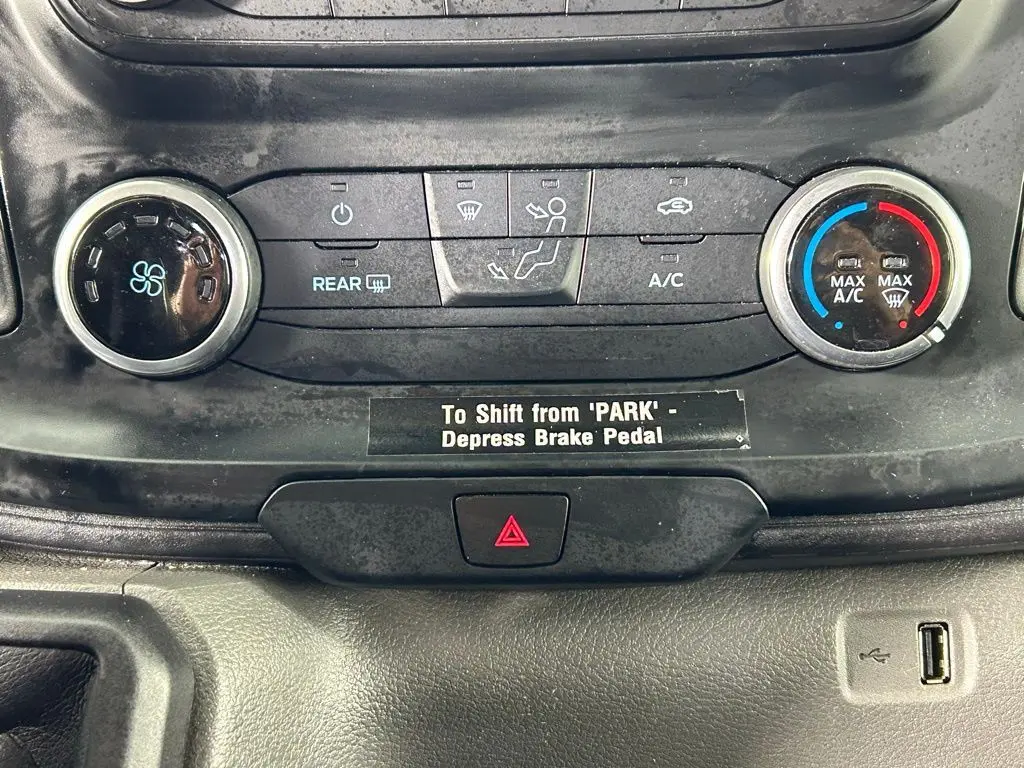 REAR
A/C
MAX
A/C
MAX
To Shift from 'PARK' -
Depress Brake Pedal